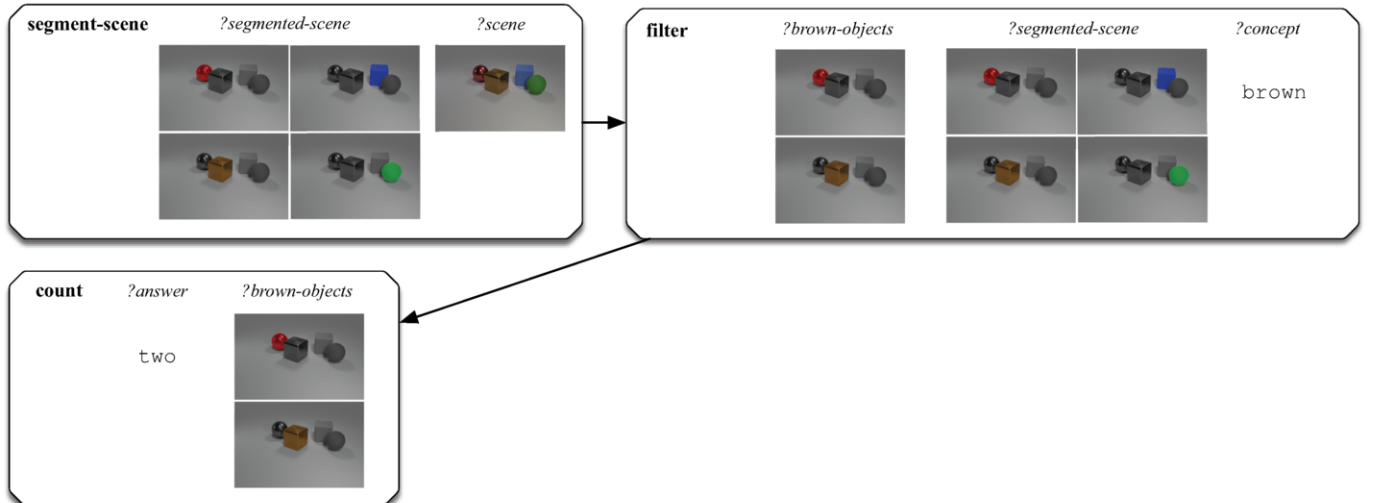 segment-scene ?segmented-scene ?scene
filter ?brown-objects ?segmented-scene ?concept
brown
count ?answer ?brown-objects
two